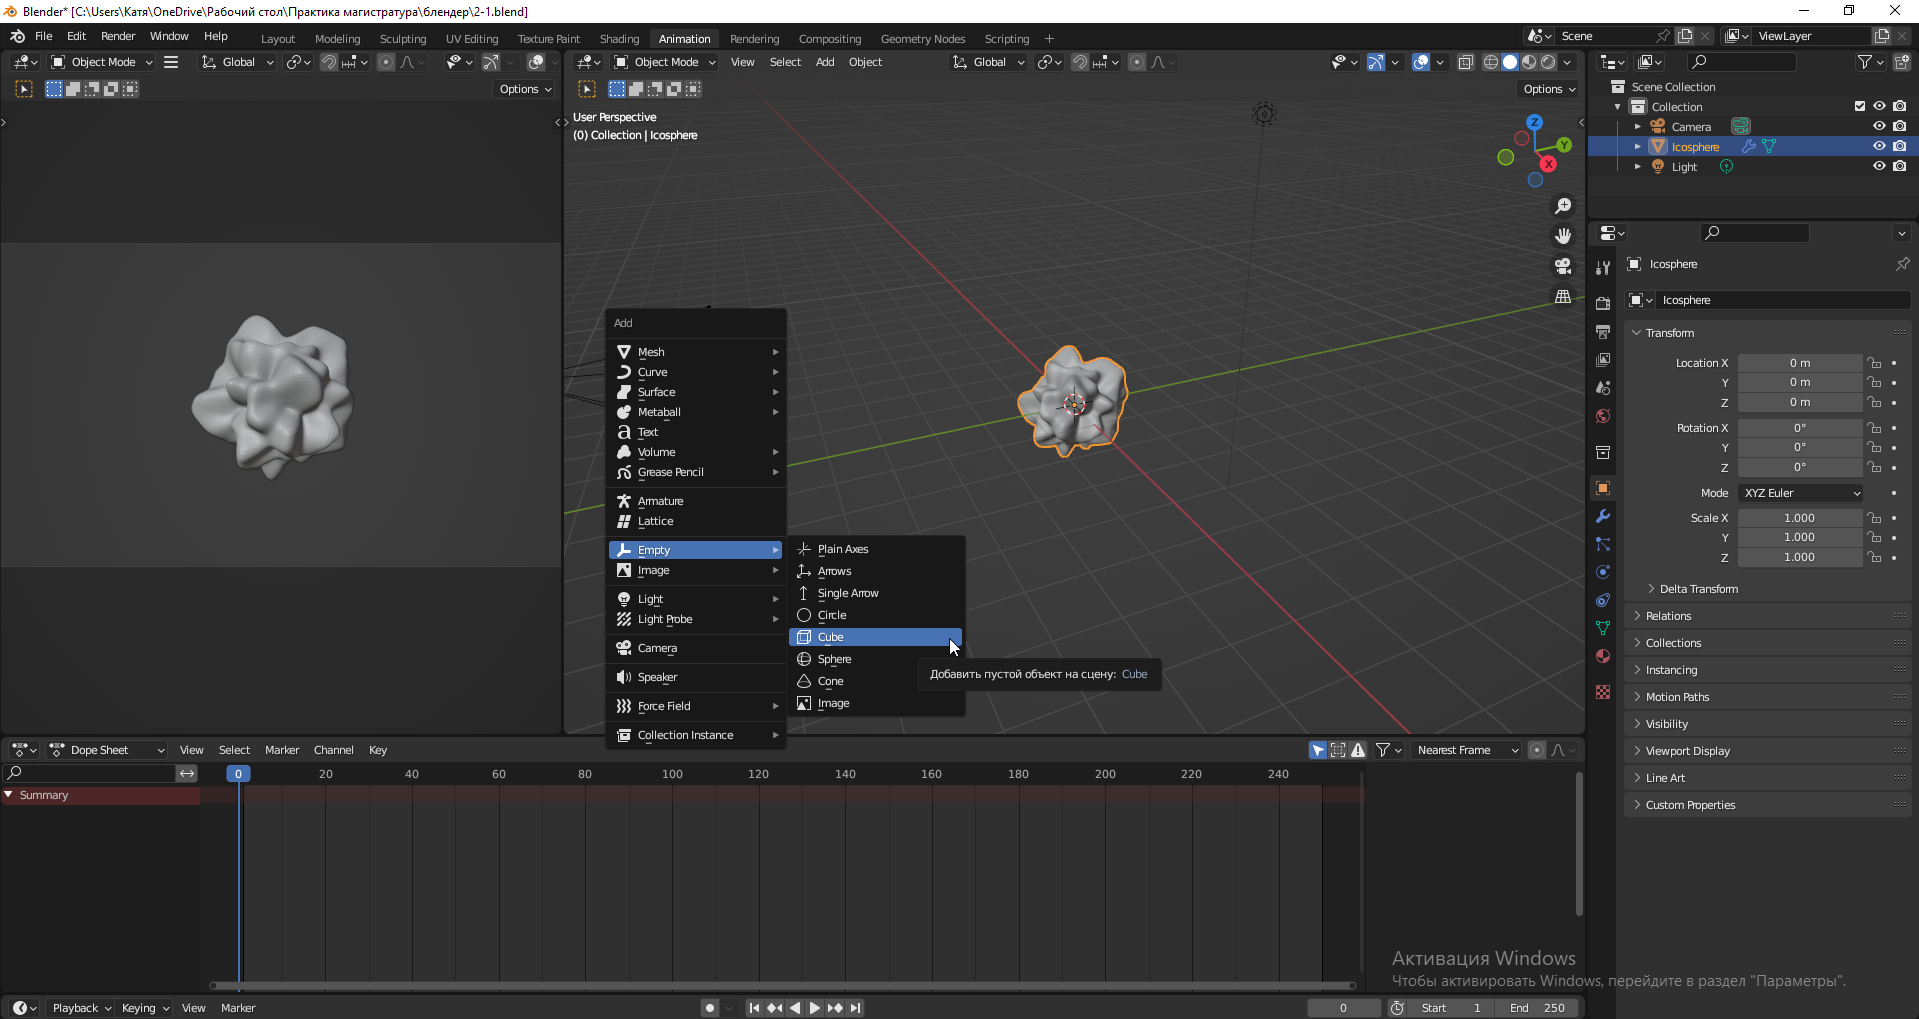 Blender* [C:\Users\Катя\OneDrive\Рабочий стол\Практика магистратура\блендер\2-1.blend]
File Edit Render Window Help Layout Modeling Sculpting UV Editing Texture Paint Shading Animation Rendering Compositing Geometry Nodes Scripting + Scene ViewLayer
Object Mode Global Object Mode View Select Add Object Global
Options Options
User Perspective
(0) Collection | Icosphere
Z
Y
X
Scene Collection
Collection
Camera
Icosphere
Light
Icosphere
Icosphere
Transform
Location X 0 m
Y 0 m
Z 0 m
Rotation X 0°
Y 0°
Z 0°
Mode XYZ Euler
Scale X 1.000
Y 1.000
Z 1.000
Delta Transform
Relations
Collections
Instancing
Motion Paths
Visibility
Viewport Display
Line Art
Custom Properties
Add
Mesh
Curve
Surface
Metaball
Text
Volume
Grease Pencil
Armature
Lattice
Empty
Image
Light
Light Probe
Camera
Speaker
Force Field
Collection Instance
Plain Axes
Arrows
Single Arrow
Circle
Cube
Sphere
Cone
Image
Добавить пустой объект на сцену: Cube
Dope Sheet View Select Marker Channel Key Nearest Frame
0 20 40 60 80 100 120 140 160 180 200 220 240
Summary
Активация Windows
Чтобы активировать Windows, перейдите в раздел "Параметры".
Playback Keying View Marker 0 Start 1 End 250